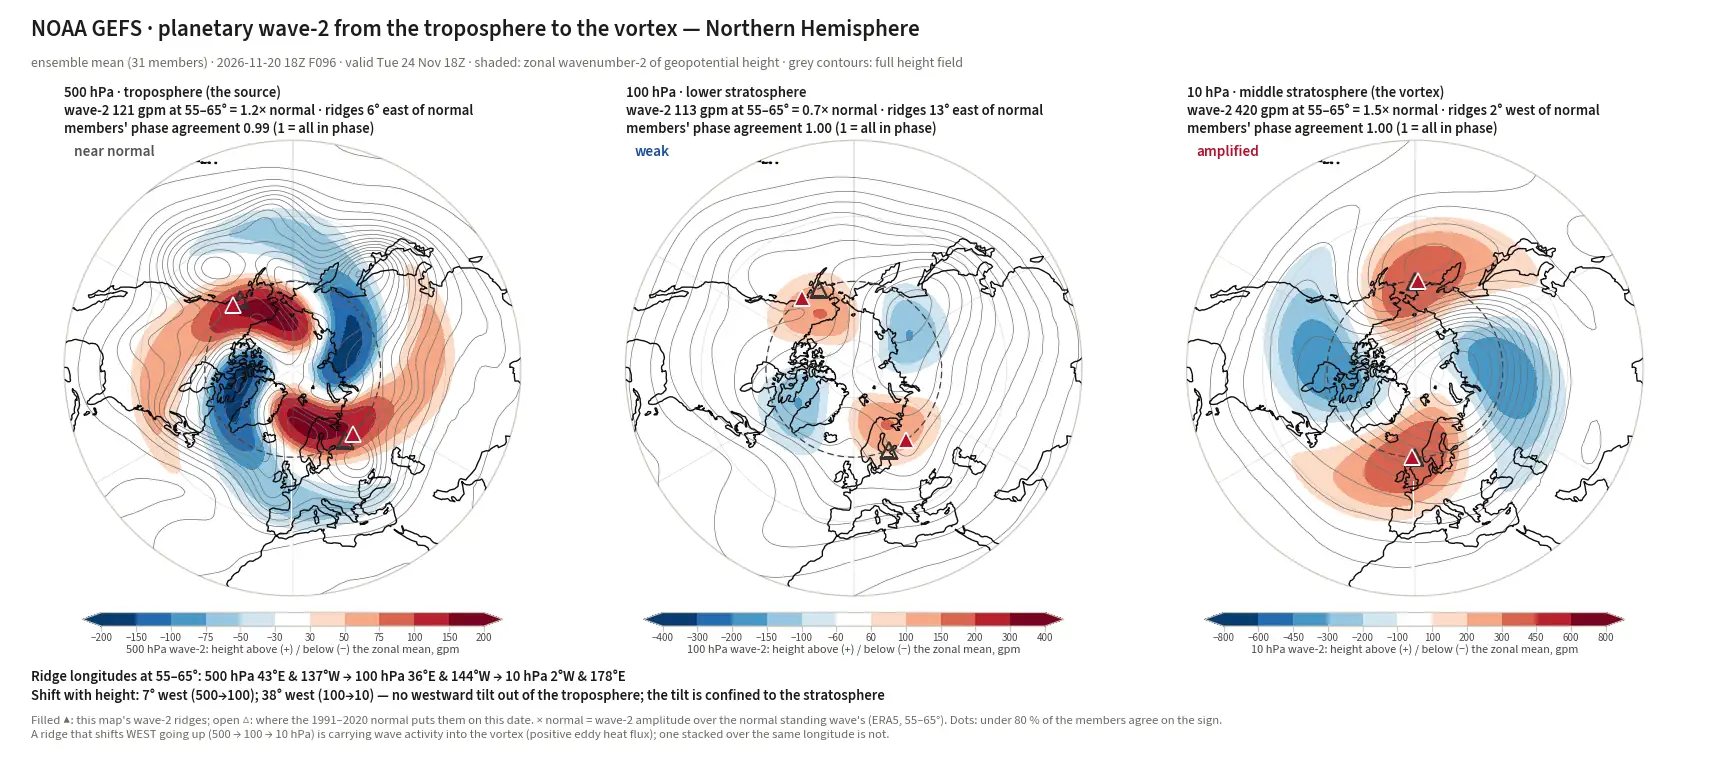 NOAA GEFS · planetary wave-2 from the troposphere to the vortex — Northern Hemisphere
ensemble mean (31 members) · 2026-11-20 18Z F096 · valid Tue 24 Nov 18Z · shaded: zonal wavenumber-2 of geopotential height · grey contours: full height field
500 hPa · troposphere (the source)
wave-2 121 gpm at 55–65° = 1.2× normal · ridges 6° east of normal
members' phase agreement 0.99 (1 = all in phase)
near normal
100 hPa · lower stratosphere
wave-2 113 gpm at 55–65° = 0.7× normal · ridges 13° east of normal
members' phase agreement 1.00 (1 = all in phase)
weak
10 hPa · middle stratosphere (the vortex)
wave-2 420 gpm at 55–65° = 1.5× normal · ridges 2° west of normal
members' phase agreement 1.00 (1 = all in phase)
amplified
−200 −150 −100 −75 −50 −30 30 50 75 100 150 200
500 hPa wave-2: height above (+) / below (−) the zonal mean, gpm
−400 −300 −200 −150 −100 −60 60 100 150 200 300 400
100 hPa wave-2: height above (+) / below (−) the zonal mean, gpm
−800 −600 −450 −300 −200 −100 100 200 300 450 600 800
10 hPa wave-2: height above (+) / below (−) the zonal mean, gpm
Ridge longitudes at 55–65°: 500 hPa 43°E & 137°W → 100 hPa 36°E & 144°W → 10 hPa 2°W & 178°E
Shift with height: 7° west (500→100); 38° west (100→10) — no westward tilt out of the troposphere; the tilt is confined to the stratosphere
Filled ▲: this map's wave-2 ridges; open △: where the 1991–2020 normal puts them on this date. × normal = wave-2 amplitude over the normal standing wave's (ERA5, 55–65°). Dots: under 80 % of the members agree on the sign.
A ridge that shifts WEST going up (500 → 100 → 10 hPa) is carrying wave activity into the vortex (positive eddy heat flux); one stacked over the same longitude is not.